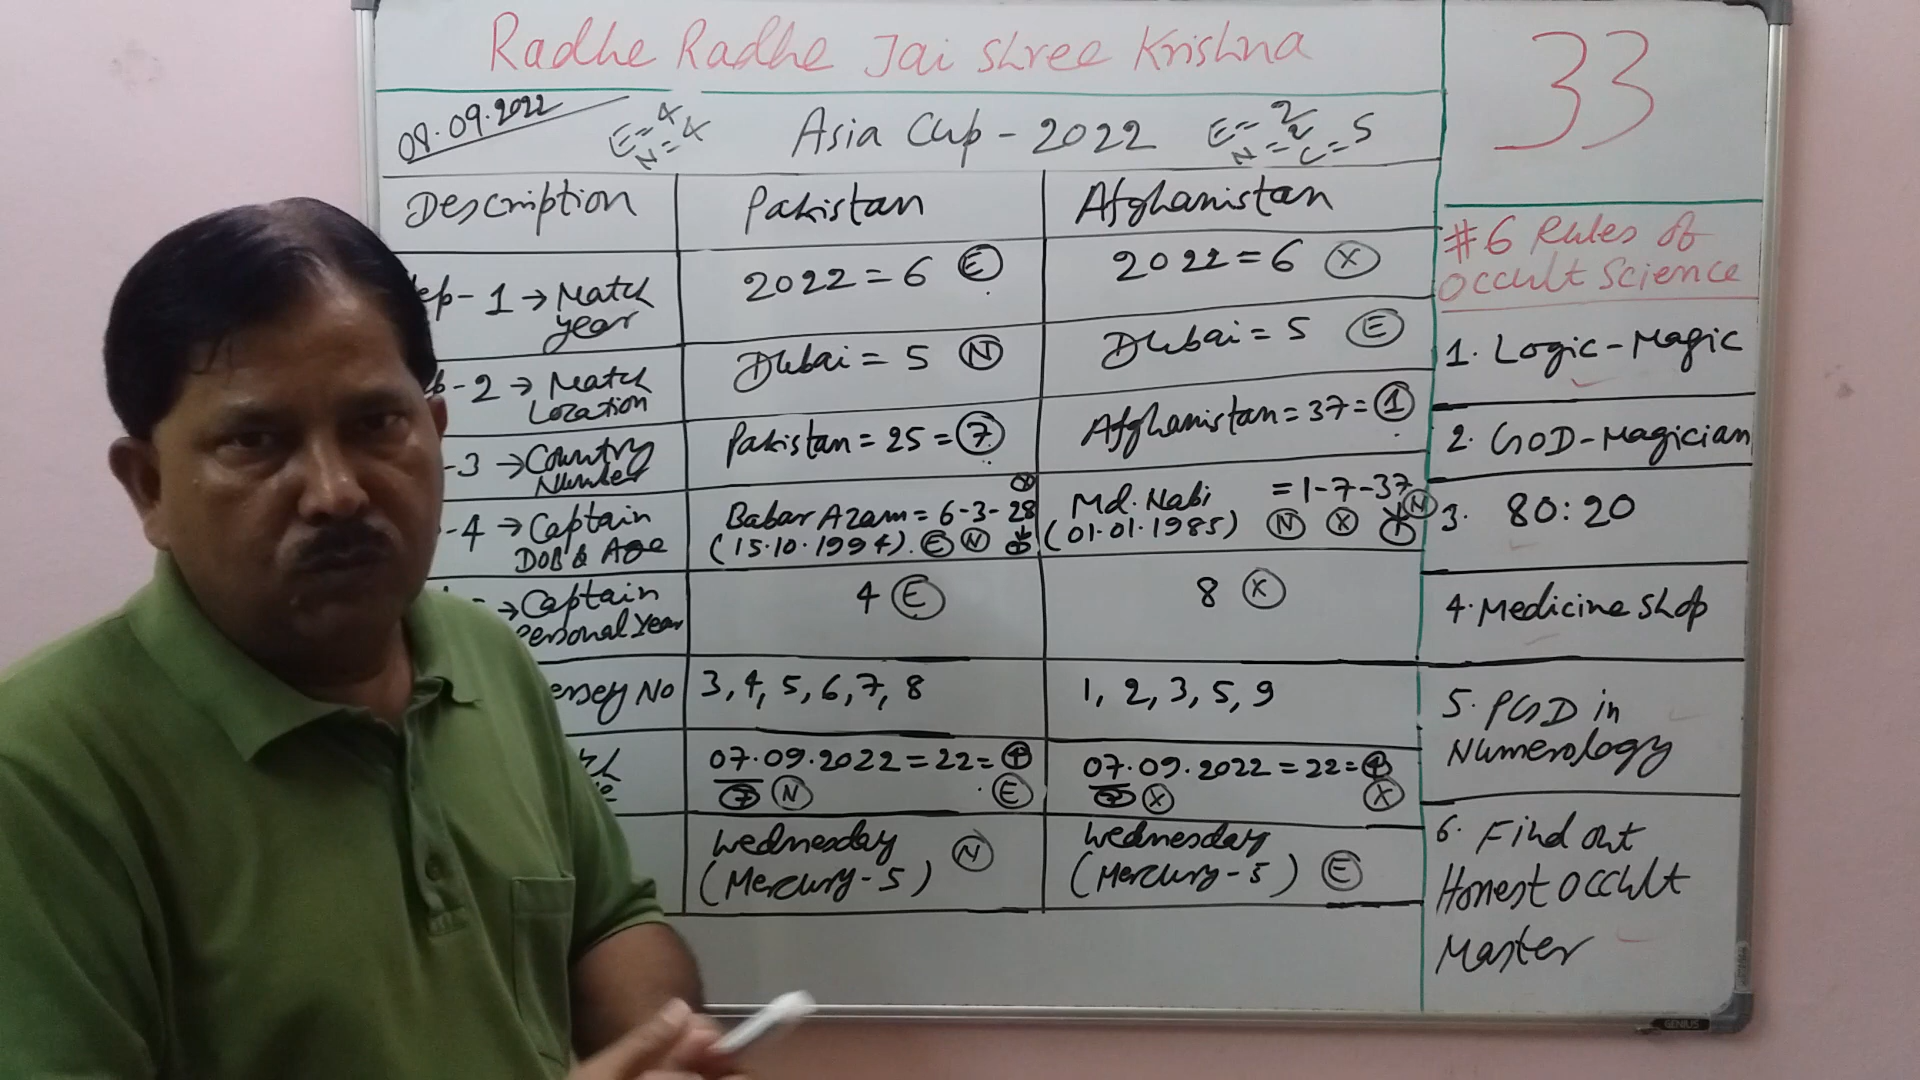 Radhe Radhe Jai Shree Krishna
33
08.09.2022
E=4
N=4
Asia Cup - 2022
E=2
N=2
C=5
Description
Pakistan
Afghanistan
#6 Rules of
Occult Science
ep-1 → Match
year
2022 = 6 E
2022 = 6 X
1. Logic-Magic
-2 → Match
Location
Dubai = 5 N
Dubai = 5 E
2. GOD-Magician
-3 → Country
Number
Pakistan = 25 = 7
Afghanistan = 37 = 1
3. 80:20
-4 → Captain
DOB & Age
Babar Azam = 6-3-28
(15.10.1994). E N
Md. Nabi = 1-7-37
(01.01.1985) N X
4. Medicine Shop
→ Captain
Personal Year
4 E
8 X
ersey No
3, 4, 5, 6, 7, 8
1, 2, 3, 5, 9
5. PGD in
Numerology
07.09.2022 = 22 = 4
7 N E
07.09.2022 = 22 = 4
7 X X
Wednesday
(Mercury-5) N
Wednesday
(Mercury-5) E
6. Find out
Honest Occult
Master
GENIUS